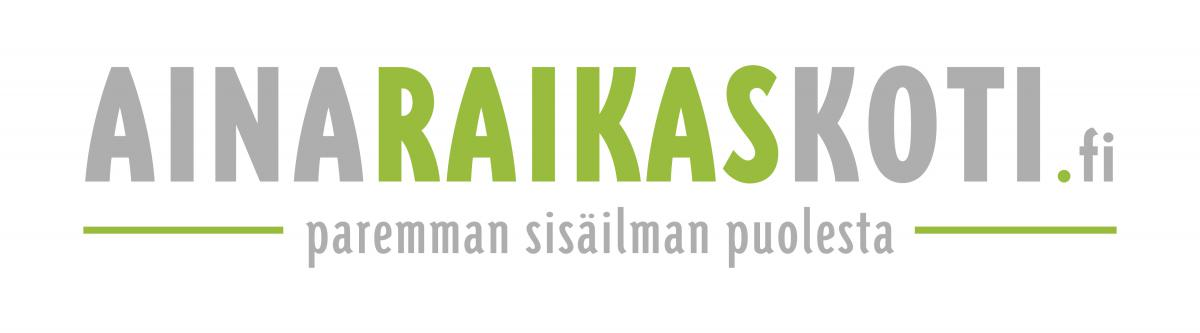 AINARAIKASKOTI.fi
paremman sisäilman puolesta